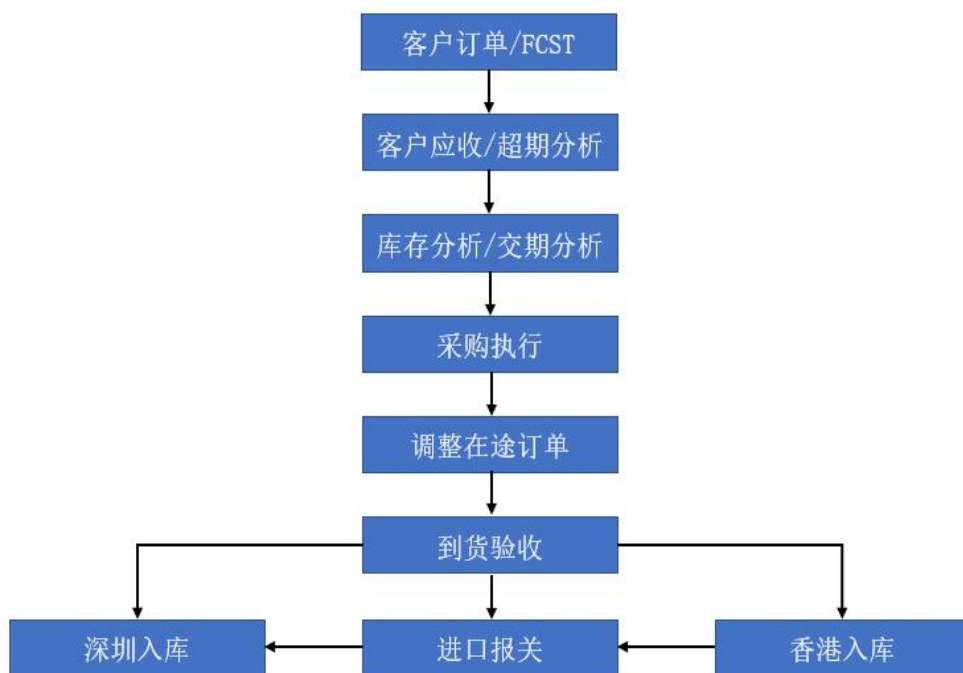 客户订单/FCST
客户应收/超期分析
库存分析/交期分析
采购执行
调整在途订单
到货验收
深圳入库
进口报关
香港入库